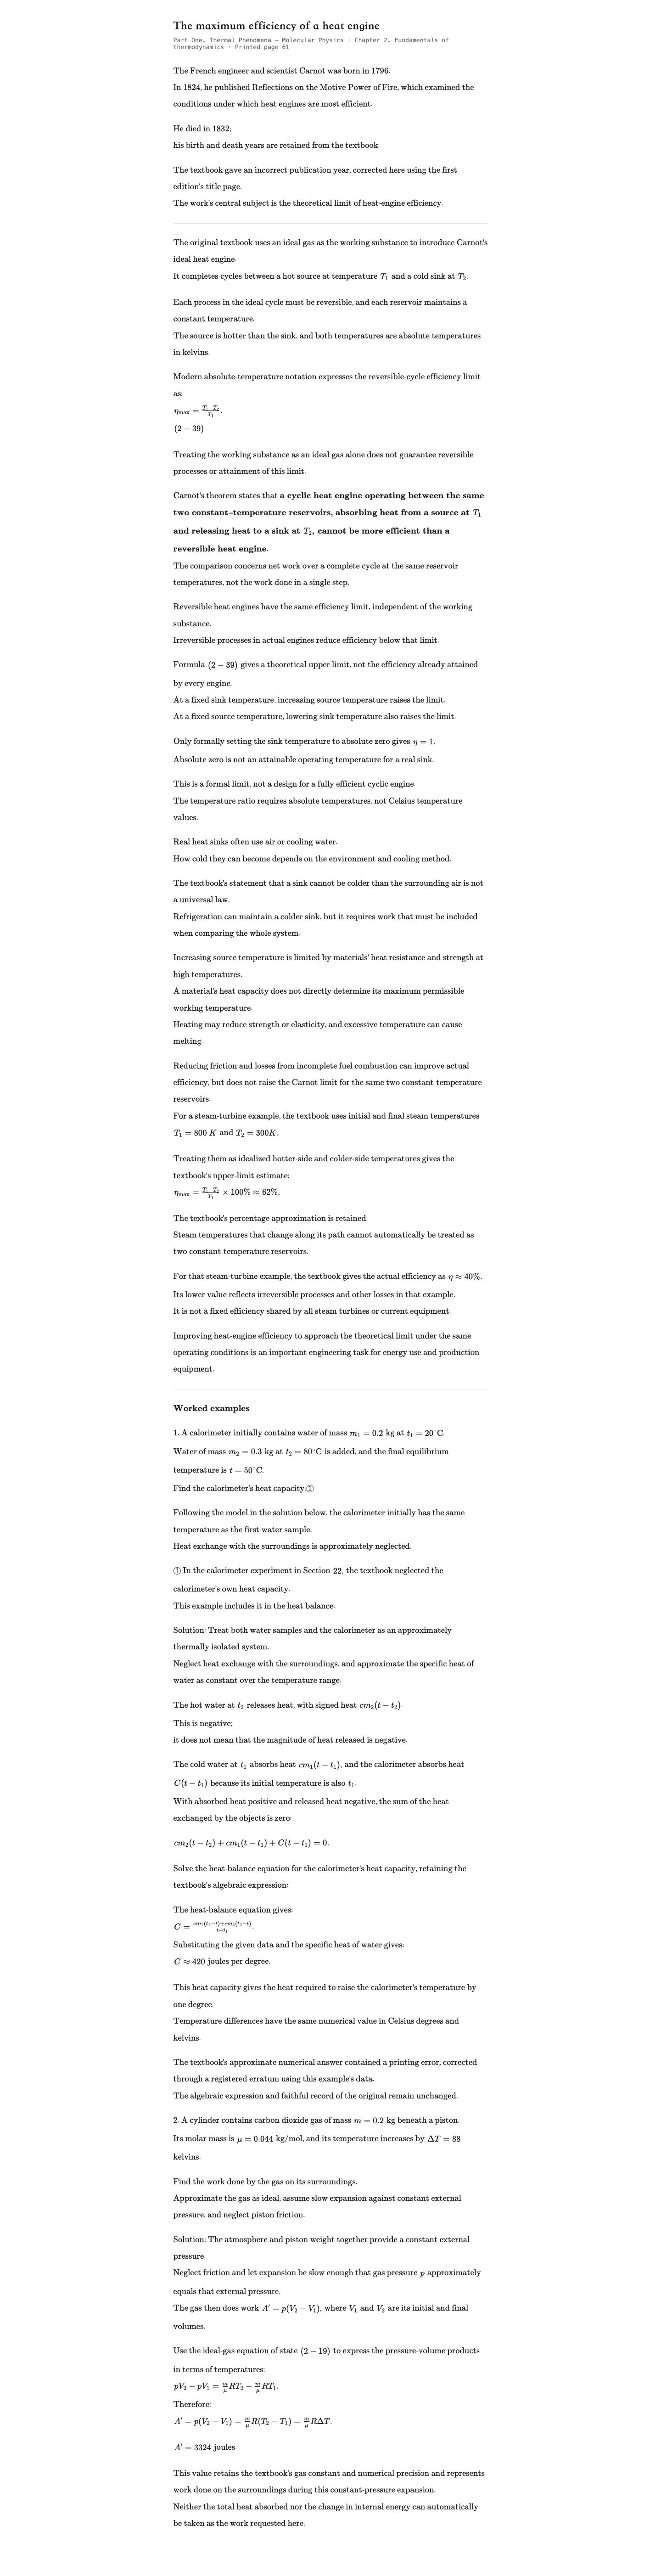 The maximum efficiency of a heat engine
Part One. Thermal Phenomena — Molecular Physics · Chapter 2. Fundamentals of
thermodynamics · Printed page 61
The French engineer and scientist Carnot was born in 1796.
In 1824, he published Reflections on the Motive Power of Fire, which examined the
conditions under which heat engines are most efficient.
He died in 1832;
his birth and death years are retained from the textbook.
The textbook gave an incorrect publication year, corrected here using the first
edition's title page.
The work's central subject is the theoretical limit of heat-engine efficiency.
The original textbook uses an ideal gas as the working substance to introduce Carnot's
ideal heat engine.
It completes cycles between a hot source at temperature T₁ and a cold sink at T₂.
Each process in the ideal cycle must be reversible, and each reservoir maintains a
constant temperature.
The source is hotter than the sink, and both temperatures are absolute temperatures
in kelvins.
Modern absolute-temperature notation expresses the reversible-cycle efficiency limit
as:
η_max = (T₁−T₂)/T₁.
(2 − 39)
Treating the working substance as an ideal gas alone does not guarantee reversible
processes or attainment of this limit.
Carnot's theorem states that a cyclic heat engine operating between the same
two constant-temperature reservoirs, absorbing heat from a source at T₁
and releasing heat to a sink at T₂, cannot be more efficient than a
reversible heat engine.
The comparison concerns net work over a complete cycle at the same reservoir
temperatures, not the work done in a single step.
Reversible heat engines have the same efficiency limit, independent of the working
substance.
Irreversible processes in actual engines reduce efficiency below that limit.
Formula (2 − 39) gives a theoretical upper limit, not the efficiency already attained
by every engine.
At a fixed sink temperature, increasing source temperature raises the limit.
At a fixed source temperature, lowering sink temperature also raises the limit.
Only formally setting the sink temperature to absolute zero gives η = 1.
Absolute zero is not an attainable operating temperature for a real sink.
This is a formal limit, not a design for a fully efficient cyclic engine.
The temperature ratio requires absolute temperatures, not Celsius temperature
values.
Real heat sinks often use air or cooling water.
How cold they can become depends on the environment and cooling method.
The textbook's statement that a sink cannot be colder than the surrounding air is not
a universal law.
Refrigeration can maintain a colder sink, but it requires work that must be included
when comparing the whole system.
Increasing source temperature is limited by materials' heat resistance and strength at
high temperatures.
A material's heat capacity does not directly determine its maximum permissible
working temperature.
Heating may reduce strength or elasticity, and excessive temperature can cause
melting.
Reducing friction and losses from incomplete fuel combustion can improve actual
efficiency, but does not raise the Carnot limit for the same two constant-temperature
reservoirs.
For a steam-turbine example, the textbook uses initial and final steam temperatures
T₁ = 800 K and T₂ = 300K.
Treating them as idealized hotter-side and colder-side temperatures gives the
textbook's upper-limit estimate:
η_max = (T₁−T₂)/T₁ × 100% ≈ 62%.
The textbook's percentage approximation is retained.
Steam temperatures that change along its path cannot automatically be treated as
two constant-temperature reservoirs.
For that steam-turbine example, the textbook gives the actual efficiency as η ≈ 40%.
Its lower value reflects irreversible processes and other losses in that example.
It is not a fixed efficiency shared by all steam turbines or current equipment.
Improving heat-engine efficiency to approach the theoretical limit under the same
operating conditions is an important engineering task for energy use and production
equipment.
Worked examples
1. A calorimeter initially contains water of mass m₁ = 0.2 kg at t₁ = 20°C.
Water of mass m₂ = 0.3 kg at t₂ = 80°C is added, and the final equilibrium
temperature is t = 50°C.
Find the calorimeter's heat capacity.①
Following the model in the solution below, the calorimeter initially has the same
temperature as the first water sample.
Heat exchange with the surroundings is approximately neglected.
① In the calorimeter experiment in Section 22, the textbook neglected the
calorimeter's own heat capacity.
This example includes it in the heat balance.
Solution: Treat both water samples and the calorimeter as an approximately
thermally isolated system.
Neglect heat exchange with the surroundings, and approximate the specific heat of
water as constant over the temperature range.
The hot water at t₂ releases heat, with signed heat cm₂(t − t₂).
This is negative;
it does not mean that the magnitude of heat released is negative.
The cold water at t₁ absorbs heat cm₁(t − t₁), and the calorimeter absorbs heat
C(t − t₁) because its initial temperature is also t₁.
With absorbed heat positive and released heat negative, the sum of the heat
exchanged by the objects is zero:
cm₂(t − t₂) + cm₁(t − t₁) + C(t − t₁) = 0.
Solve the heat-balance equation for the calorimeter's heat capacity, retaining the
textbook's algebraic expression:
The heat-balance equation gives:
C = (cm₁(t₁−t)+cm₂(t₂−t))/(t−t₁).
Substituting the given data and the specific heat of water gives:
C ≈ 420 joules per degree.
This heat capacity gives the heat required to raise the calorimeter's temperature by
one degree.
Temperature differences have the same numerical value in Celsius degrees and
kelvins.
The textbook's approximate numerical answer contained a printing error, corrected
through a registered erratum using this example's data.
The algebraic expression and faithful record of the original remain unchanged.
2. A cylinder contains carbon dioxide gas of mass m = 0.2 kg beneath a piston.
Its molar mass is μ = 0.044 kg/mol, and its temperature increases by ΔT = 88
kelvins.
Find the work done by the gas on its surroundings.
Approximate the gas as ideal, assume slow expansion against constant external
pressure, and neglect piston friction.
Solution: The atmosphere and piston weight together provide a constant external
pressure.
Neglect friction and let expansion be slow enough that gas pressure p approximately
equals that external pressure.
The gas then does work A′ = p(V₂ − V₁), where V₁ and V₂ are its initial and final
volumes.
Use the ideal-gas equation of state (2 − 19) to express the pressure-volume products
in terms of temperatures:
pV₂ − pV₁ = m/μ RT₂ − m/μ RT₁.
Therefore:
A′ = p(V₂ − V₁) = m/μ R(T₂ − T₁) = m/μ RΔT.
A′ = 3324 joules.
This value retains the textbook's gas constant and numerical precision and represents
work done on the surroundings during this constant-pressure expansion.
Neither the total heat absorbed nor the change in internal energy can automatically
be taken as the work requested here.